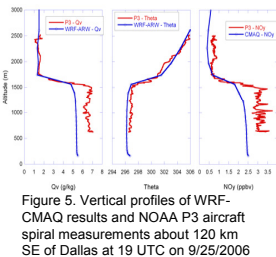 P3 - Qv
WRF-ARW - Qv
P3 - Theta
WRF-ARW - Theta
P3 - NOy
CMAQ - NOy
3000
2500
2000
1500
1000
500
0
Altitude (m)
0 1 2 3 4 5 6 7 8
294 296 298 300 302 304 306
0.5 1 1.5 2 2.5 3 3.5
Qv (g/kg)
Theta
NOy (ppbv)
Figure 5. Vertical profiles of WRF-
CMAQ results and NOAA P3 aircraft
spiral measurements about 120 km
SE of Dallas at 19 UTC on 9/25/2006